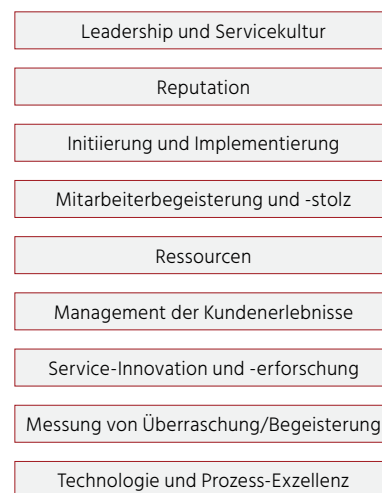 Leadership und Servicekultur
Reputation
Initiierung und Implementierung
Mitarbeiterbegeisterung und -stolz
Ressourcen
Management der Kundenerlebnisse
Service-Innovation und -erforschung
Messung von Überraschung/Begeisterung
Technologie und Prozess-Exzellenz